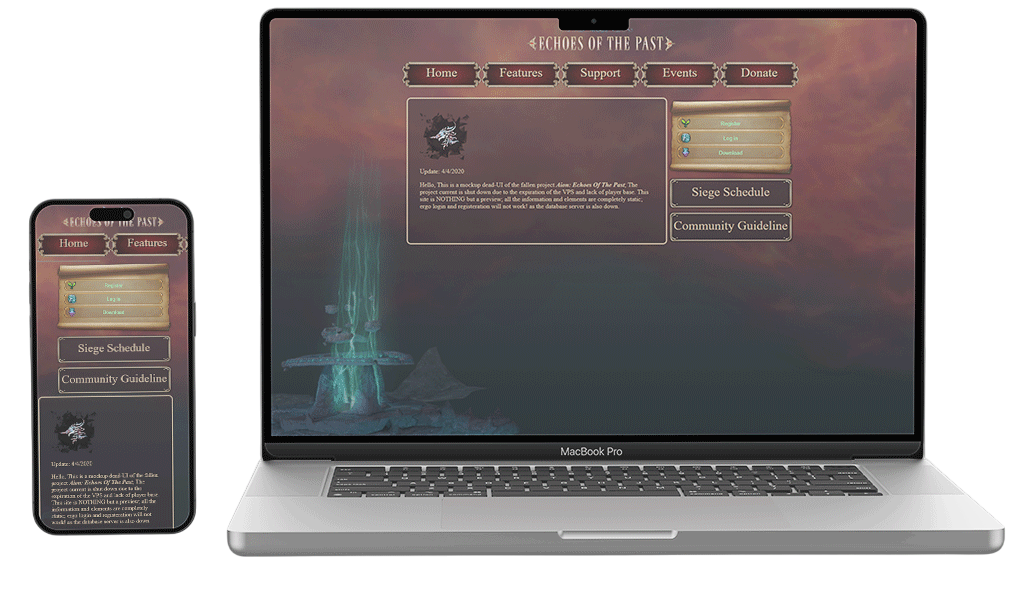 ECHOES OF THE PAST
Home
Features
Support
Events
Donate
Update: 4/4/2020
Hello, This is a mockup dead-UI of the fallen project Aion: Echoes Of The Past, The
project current is shut down due to the expiration of the VPS and lack of player base. This
site is NOTHING but a preview; all the information and elements are completely static;
ergo login and registeration will not work! as the database server is also down.
Register
Log in
Download
Siege Schedule
Community Guideline
MacBook Pro
ECHOES OF THE PAST
Home
Features
Register
Log in
Download
Siege Schedule
Community Guideline
Update: 4/4/2020
Hello, This is a mockup dead-UI of the fallen
project Aion: Echoes Of The Past, The
project current is shut down due to the
expiration of the VPS and lack of player base.
This site is NOTHING but a preview; all the
information and elements are completely
static; ergo login and registeration will not
work! as the database server is also down.